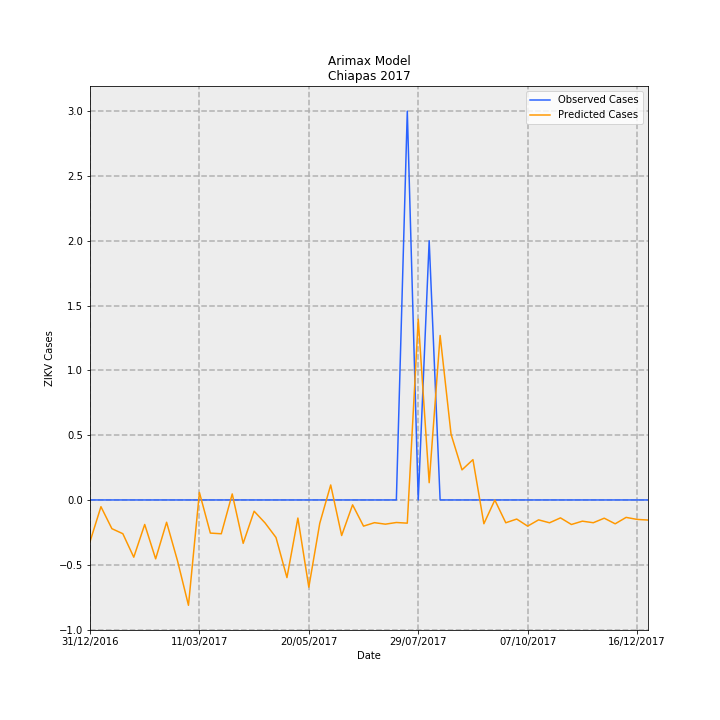 Arimax Model
Chiapas 2017
Observed Cases
Predicted Cases
ZIKV Cases
3.0
2.5
2.0
1.5
1.0
0.5
0.0
−0.5
−1.0
31/12/2016 11/03/2017 20/05/2017 29/07/2017 07/10/2017 16/12/2017
Date